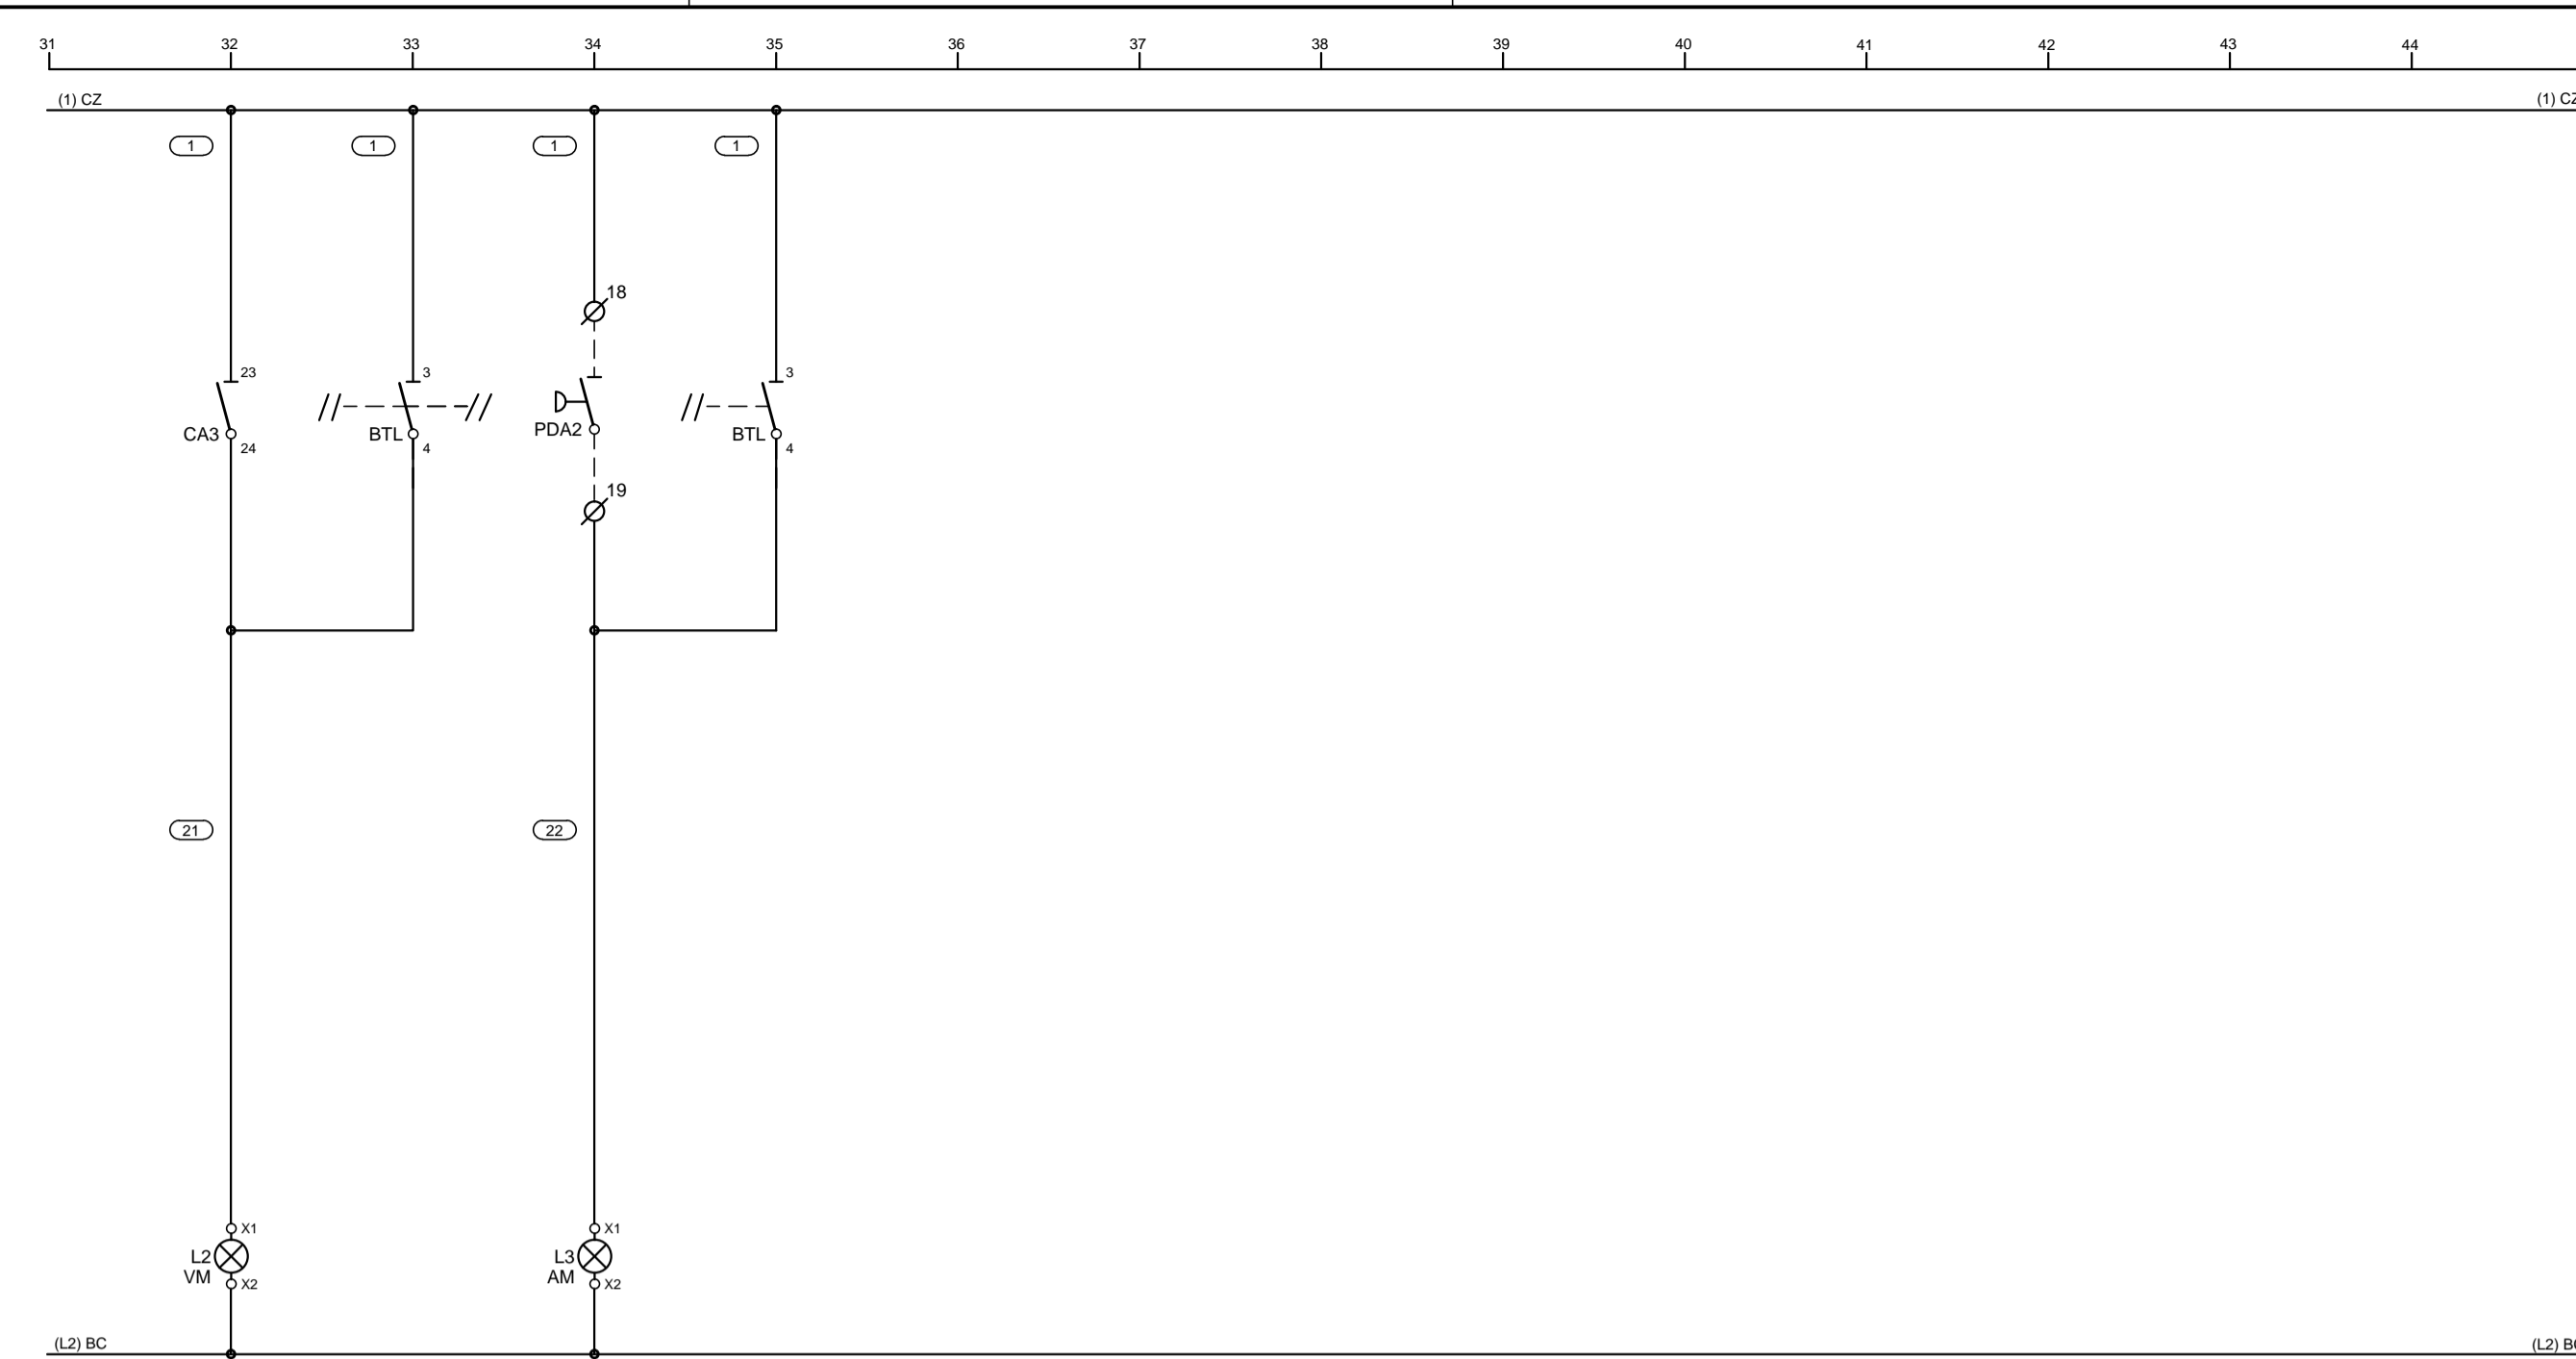 31 32 33 34 35 36 37 38 39 40 41 42 43 44
(1) CZ (1) CZ
1 1 1 1
18
23 3 3
CA3 BTL PDA2 BTL
24 4 4
19
21 22
X1 X1
L2 L3
VM AM
X2 X2
(L2) BC (L2) BC